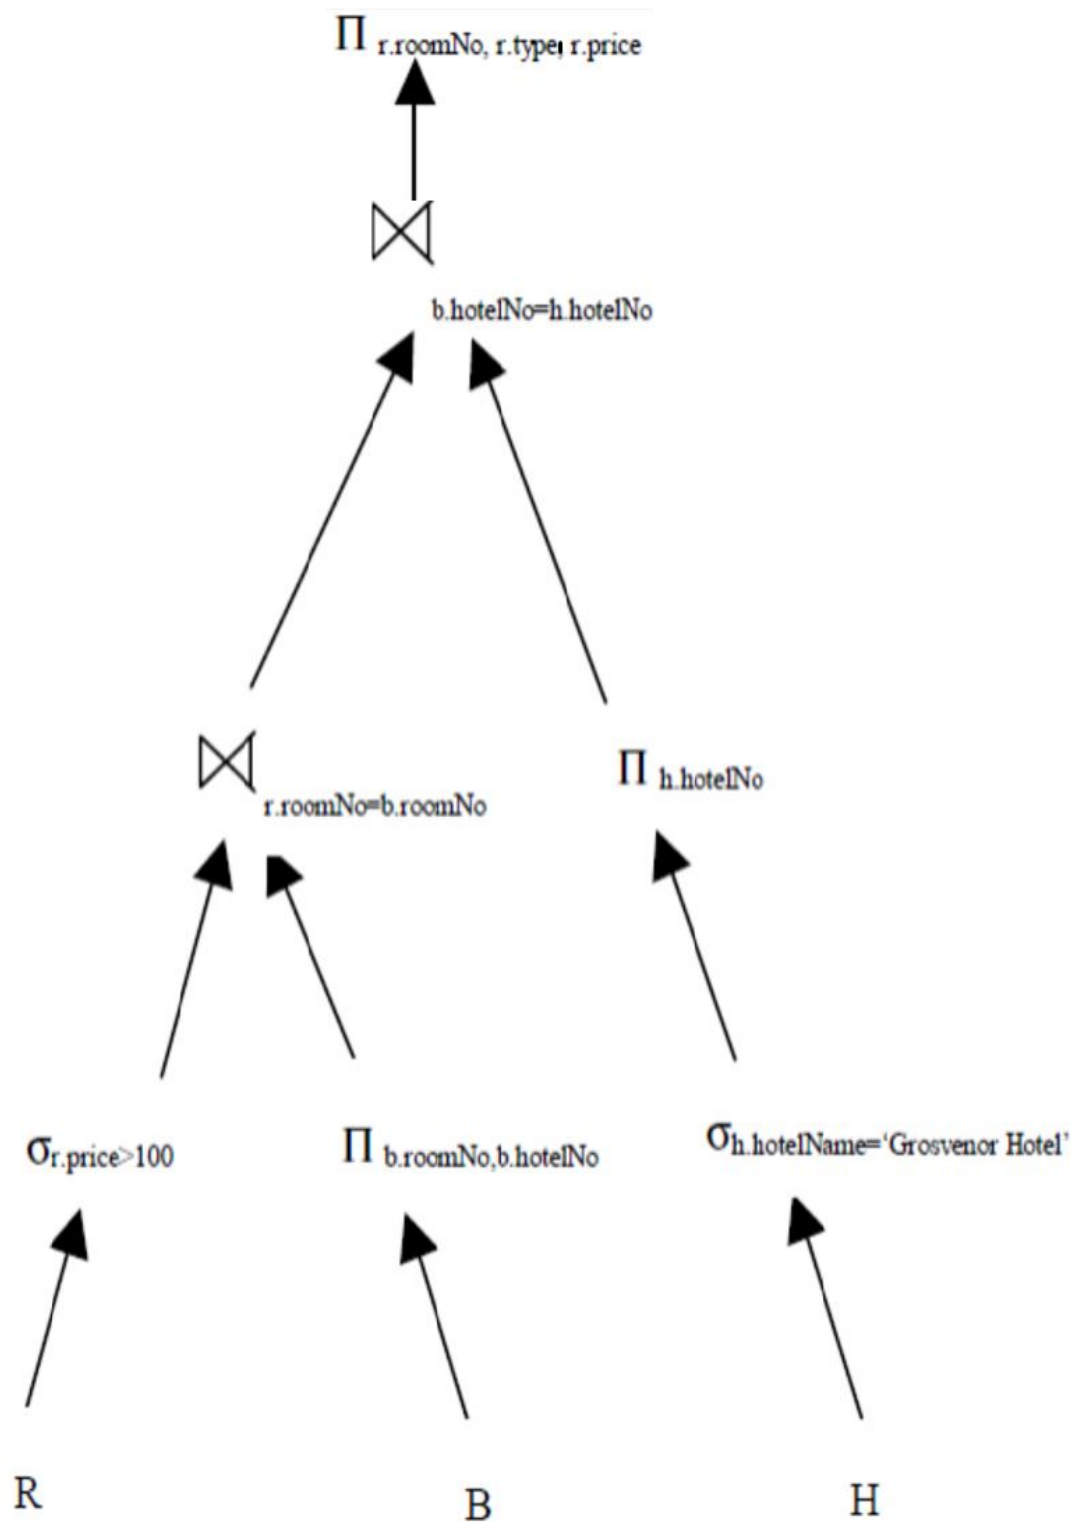 Π r.roomNo, r.type, r.price
⋈
b.hotelNo=h.hotelNo
⋈ r.roomNo=b.roomNo
Π h.hotelNo
σr.price>100
Π b.roomNo,b.hotelNo
σh.hotelName=‘Grosvenor Hotel’
R
B
H